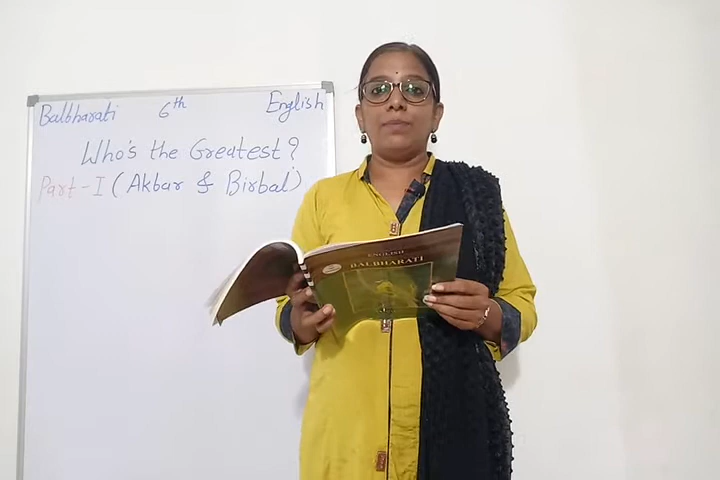 Balbharati 6th English
Who's the Greatest?
Part-I (Akbar & Birbal)
ENGLISH
BALBHARATI